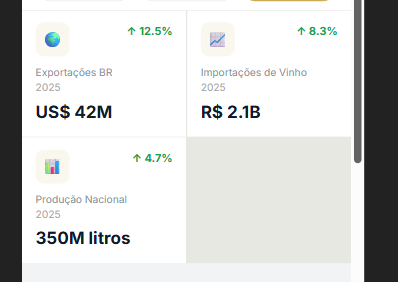 ↑ 12.5%
Exportações BR
2025
US$ 42M
↑ 8.3%
Importações de Vinho
2025
R$ 2.1B
↑ 4.7%
Produção Nacional
2025
350M litros